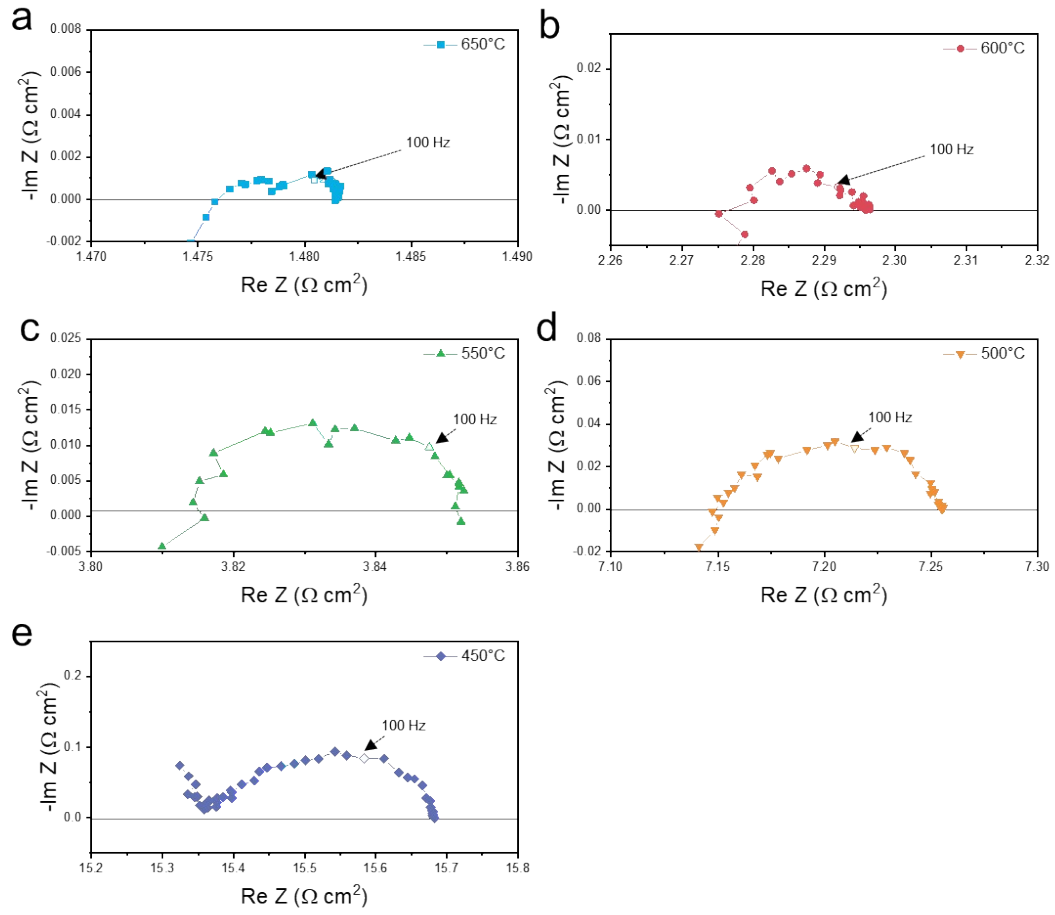 a
0.008
0.006
0.004
0.002
0.000
-0.002
-Im Z (Ω cm²)
650°C
100 Hz
1.470
1.475
1.480
1.485
1.490
Re Z (Ω cm²)
b
0.02
0.01
0.00
-Im Z (Ω cm²)
600°C
100 Hz
2.26
2.27
2.28
2.29
2.30
2.31
2.32
Re Z (Ω cm²)
c
0.025
0.020
0.015
0.010
0.005
0.000
-0.005
-Im Z (Ω cm²)
550°C
100 Hz
3.80
3.82
3.84
3.86
Re Z (Ω cm²)
d
0.08
0.06
0.04
0.02
0.00
-0.02
-Im Z (Ω cm²)
500°C
100 Hz
7.10
7.15
7.20
7.25
7.30
Re Z (Ω cm²)
e
0.2
0.1
0.0
-Im Z (Ω cm²)
450°C
100 Hz
15.2
15.3
15.4
15.5
15.6
15.7
15.8
Re Z (Ω cm²)